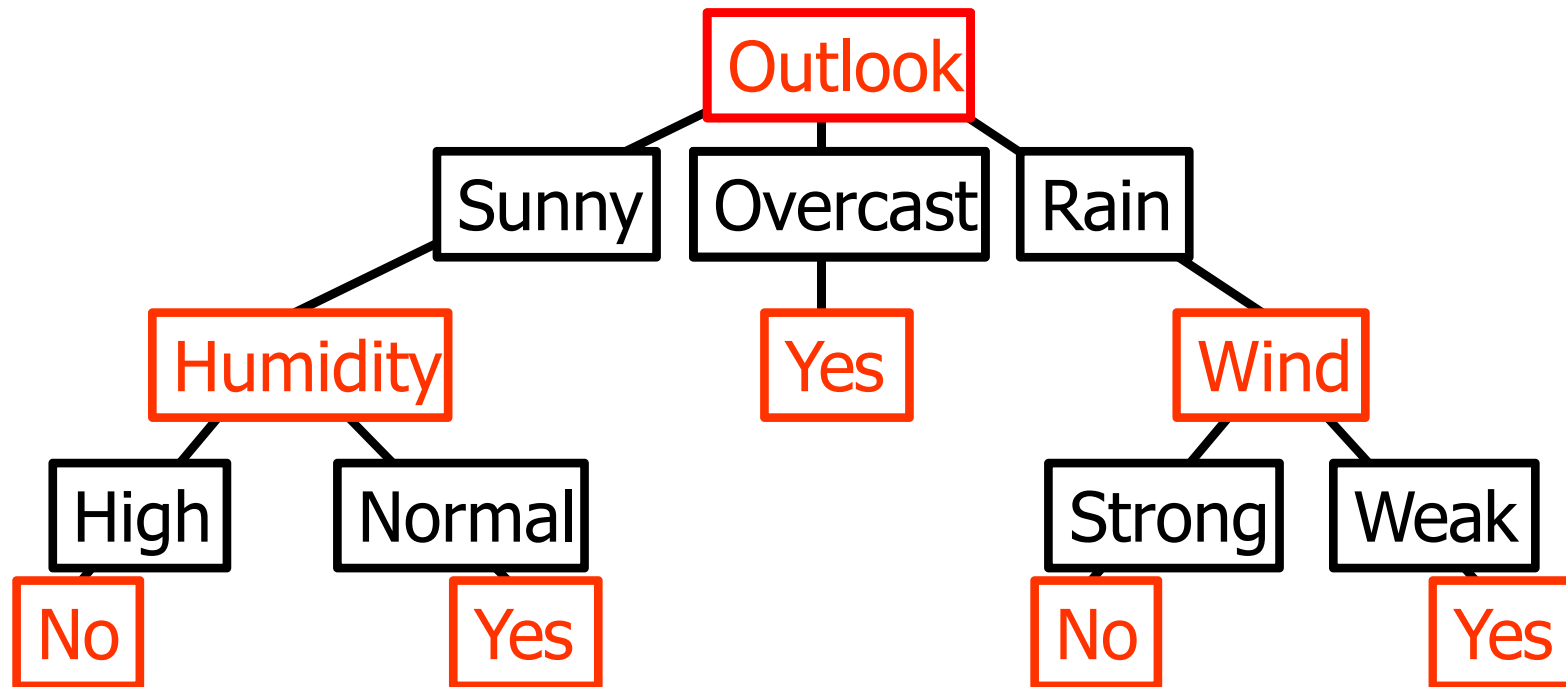 Outlook
Sunny Overcast Rain
Humidity Yes Wind
High Normal Strong Weak
No Yes No Yes